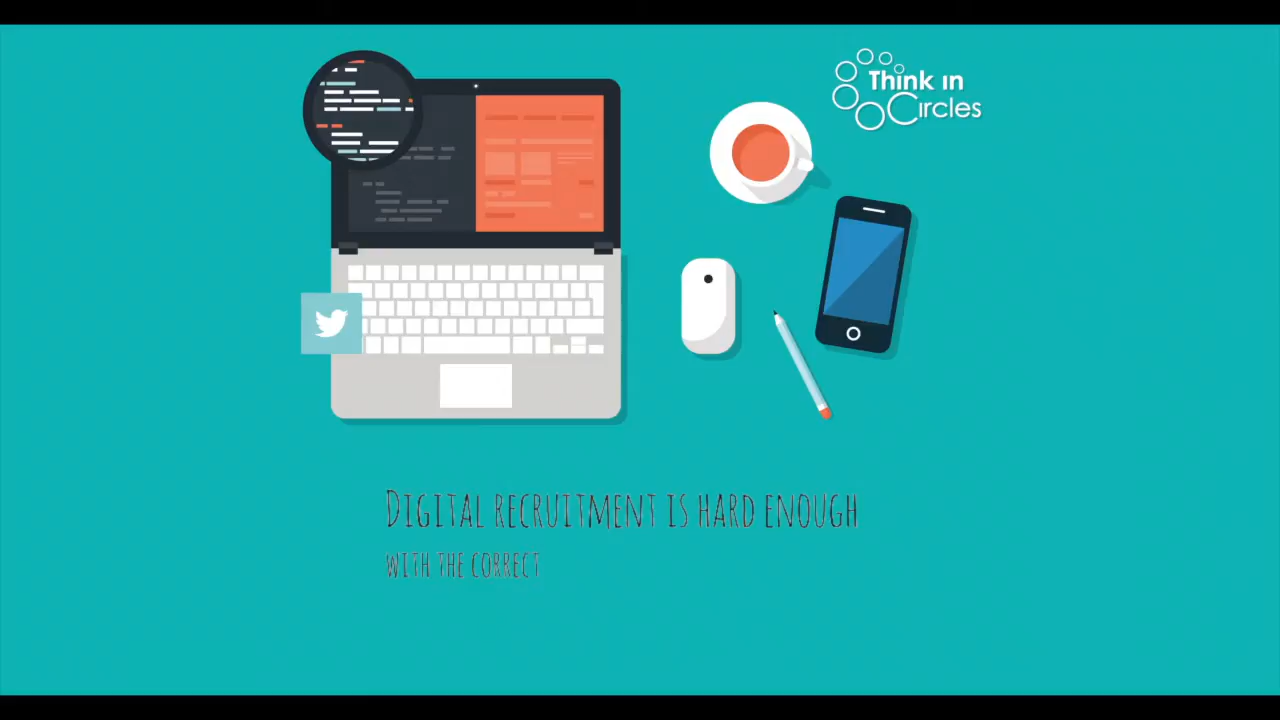 Think in
Circles
DIGITAL RECRUITMENT IS HARD ENOUGH
WITH THE CORRECT